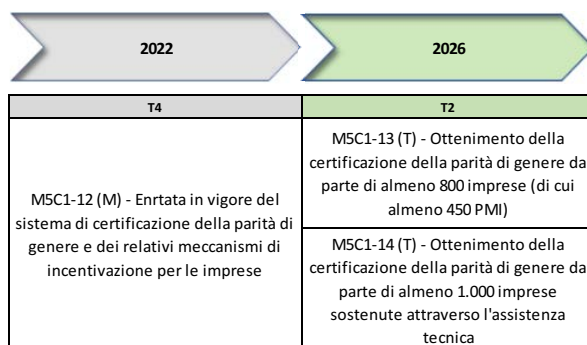 2022
2026
T4
T2
M5C1-12 (M) - Enrtata in vigore del
sistema di certificazione della parità di
genere e dei relativi meccanismi di
incentivazione per le imprese
M5C1-13 (T) - Ottenimento della
certificazione della parità di genere da
parte di almeno 800 imprese (di cui
almeno 450 PMI)
M5C1-14 (T) - Ottenimento della
certificazione della parità di genere da
parte di almeno 1.000 imprese
sostenute attraverso l'assistenza
tecnica